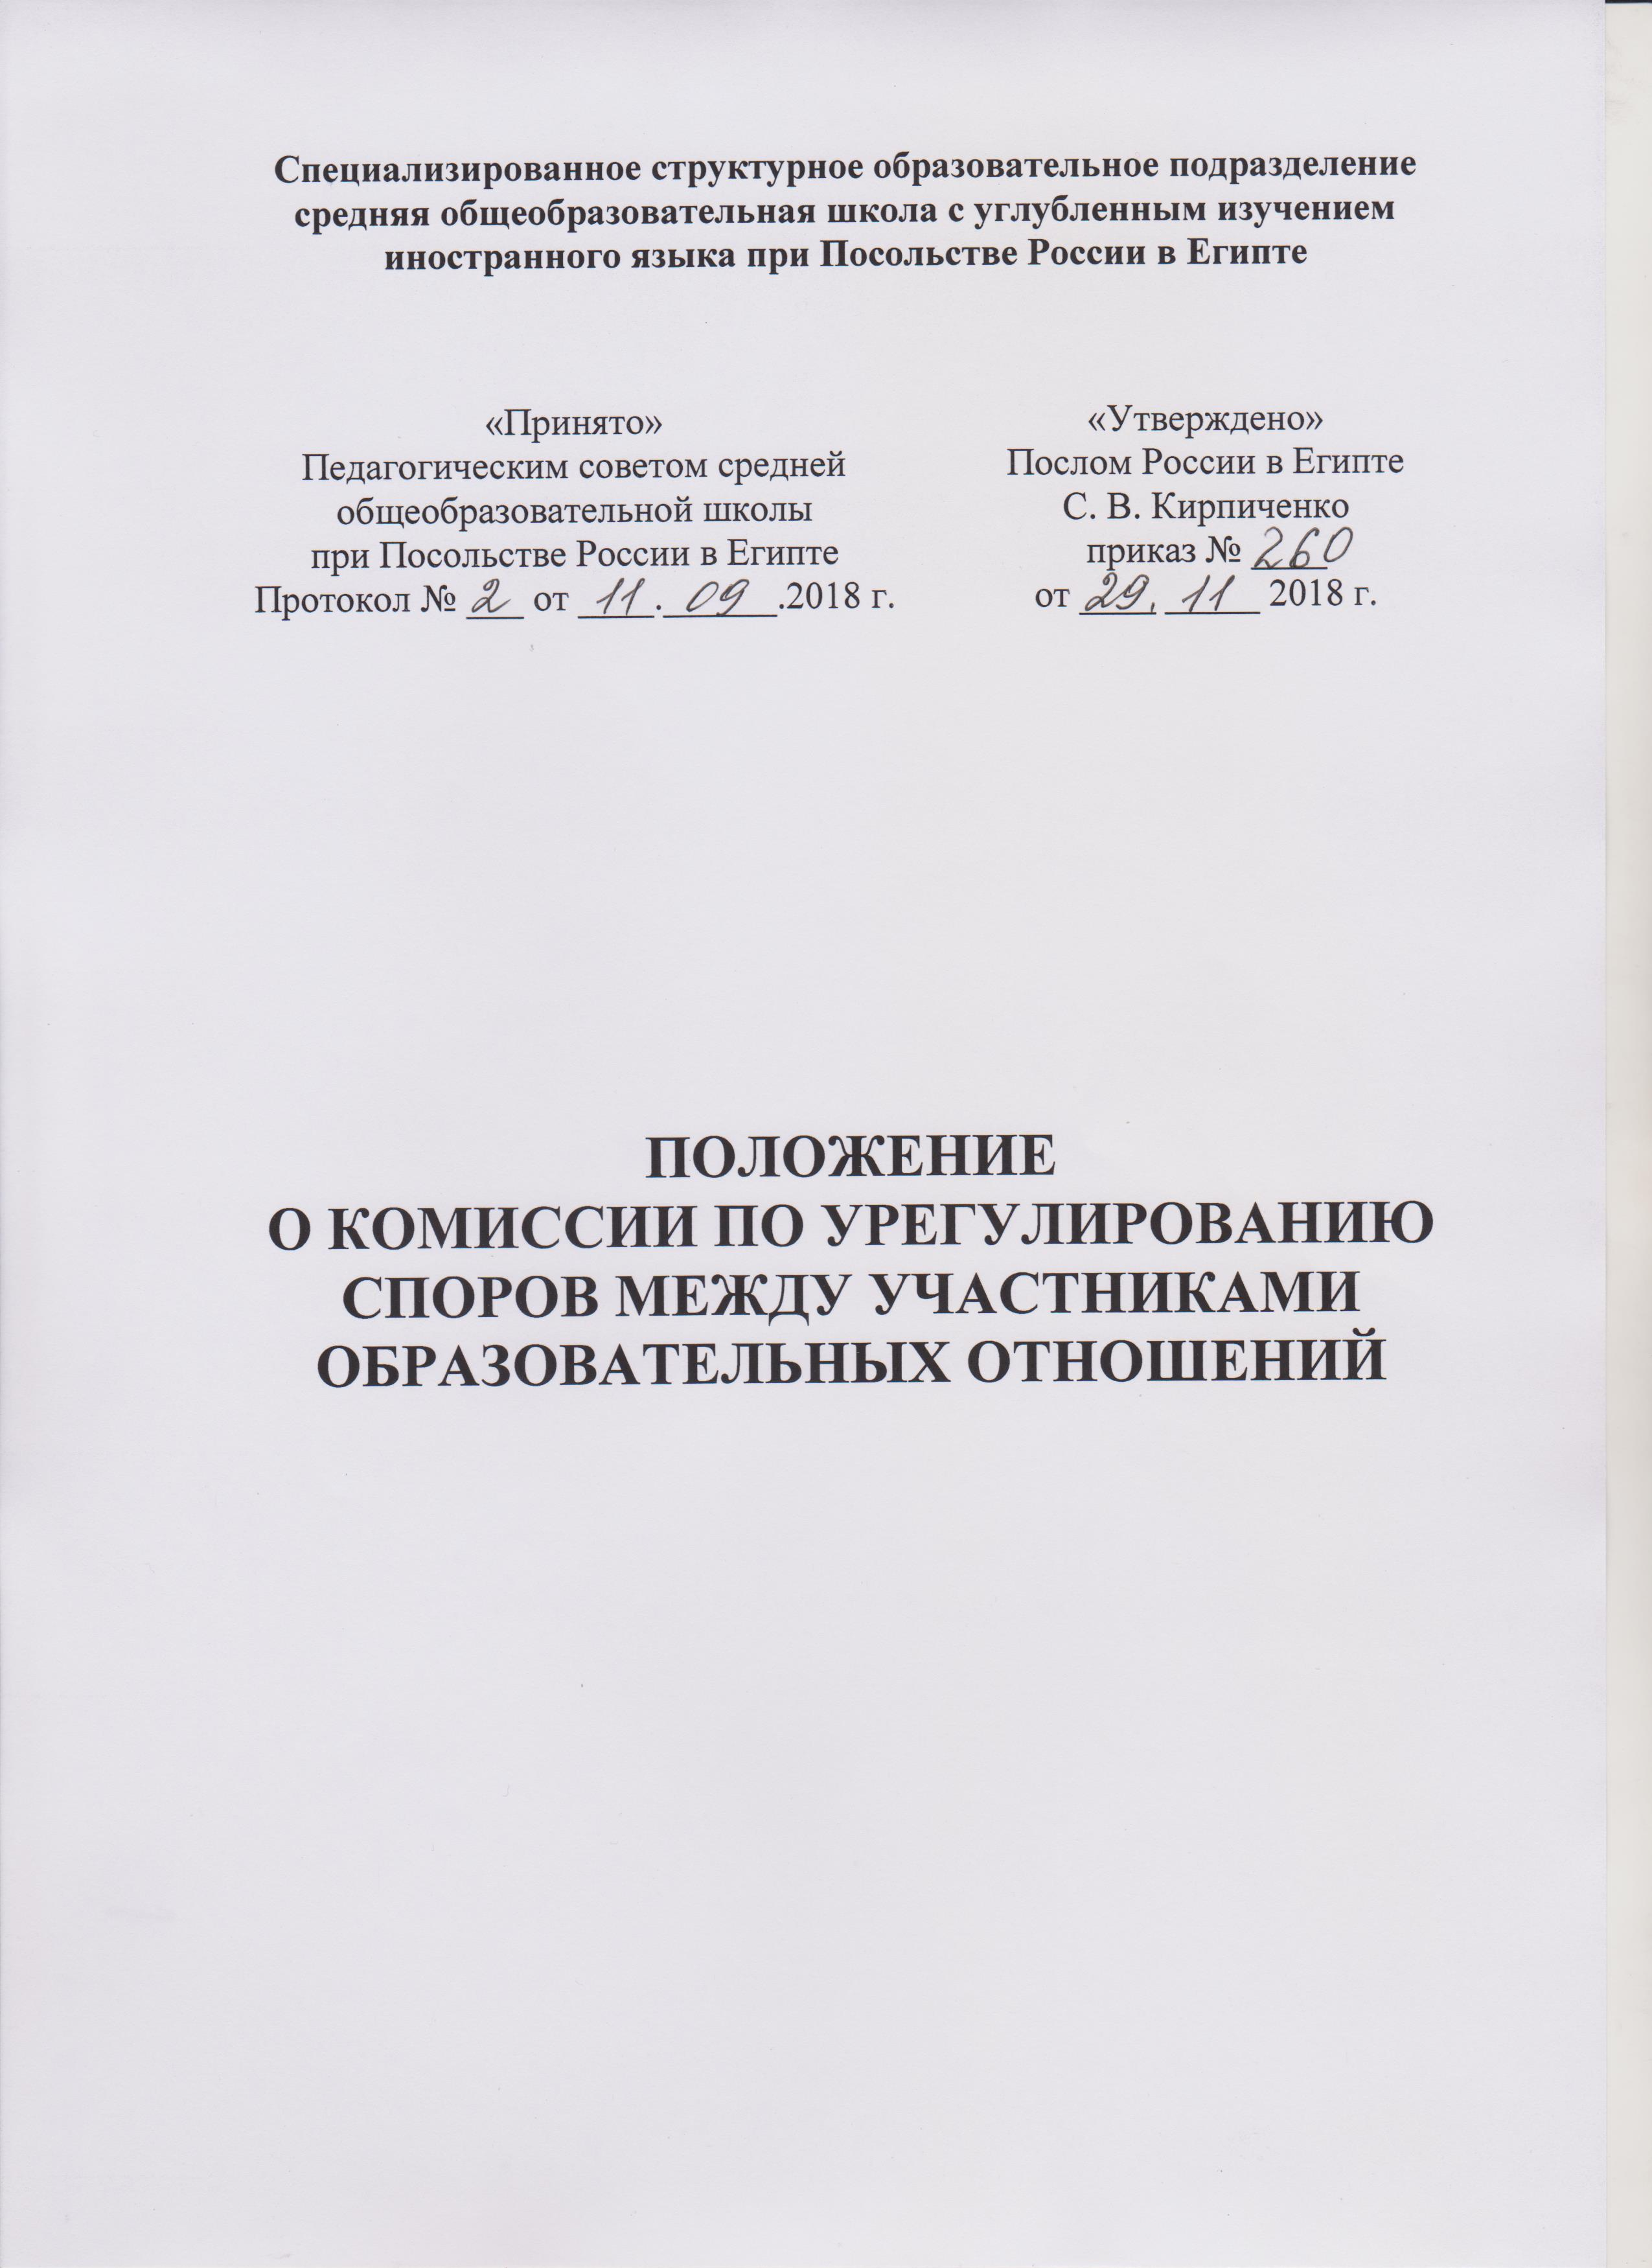 Специализированное структурное образовательное подразделение
средняя общеобразовательная школа с углубленным изучением
иностранного языка при Посольстве России в Египте
«Принято»
Педагогическим советом средней
общеобразовательной школы
при Посольстве России в Египте
Протокол № 2 от 11.09.2018 г.
«Утверждено»
Послом России в Египте
С. В. Кирпиченко
приказ № 260
от 29. 11 2018 г.
ПОЛОЖЕНИЕ
О КОМИССИИ ПО УРЕГУЛИРОВАНИЮ
СПОРОВ МЕЖДУ УЧАСТНИКАМИ
ОБРАЗОВАТЕЛЬНЫХ ОТНОШЕНИЙ